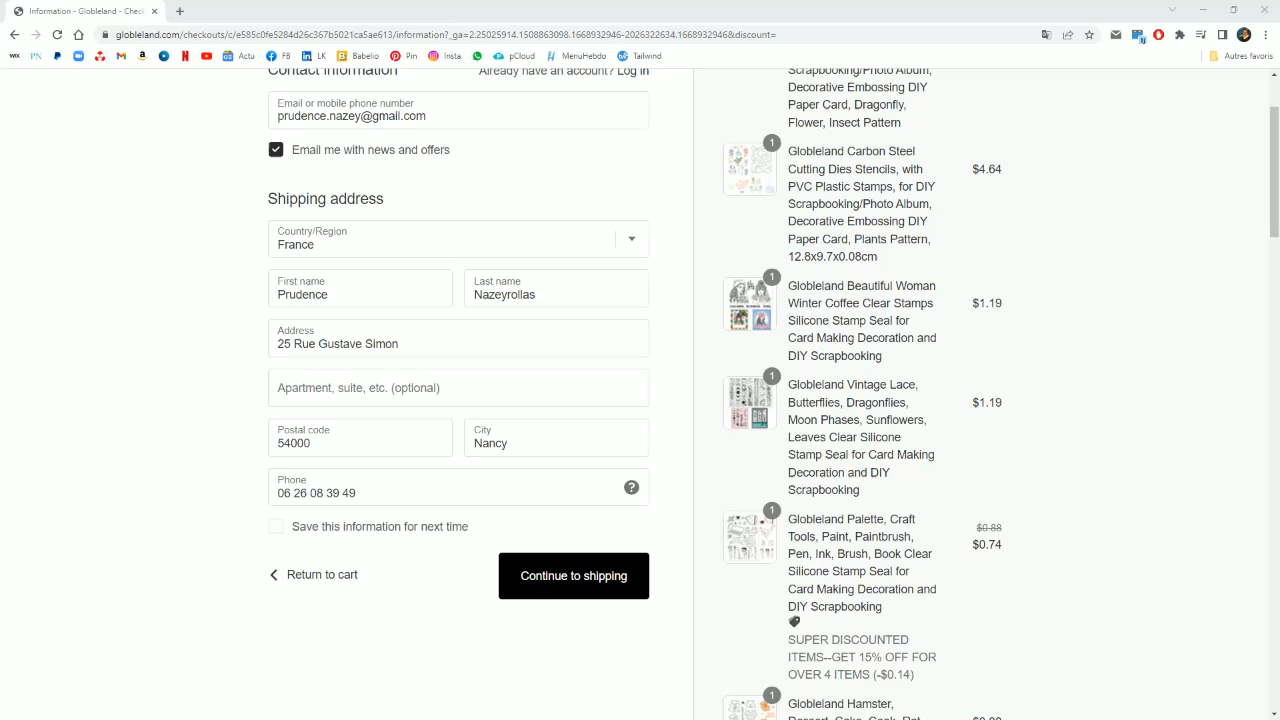 Information - Globleland - Chec
globleland.com/checkouts/c/e585c0fe5284d26c367b5021ca5ae613/information?_ga=2.25025914.1506363098.1668932946-2026322634.1668932946&discount=
WIX PN Actu FB LK Babelio Pin Insta pCloud MenuHebdo Tailwind Autres favoris
Contact information
Already have an account? Log in
Email or mobile phone number
prudence.nazey@gmail.com
Email me with news and offers
Shipping address
Country/Region
France
First name
Prudence
Last name
Nazeyrollas
Address
25 Rue Gustave Simon
Apartment, suite, etc. (optional)
Postal code
54000
City
Nancy
Phone
06 26 08 39 49
?
Save this information for next time
Return to cart
Continue to shipping
Scrapbooking/Photo Album,
Decorative Embossing DIY
Paper Card, Dragonfly,
Flower, Insect Pattern
1
Globleland Carbon Steel
Cutting Dies Stencils, with
PVC Plastic Stamps, for DIY
Scrapbooking/Photo Album,
Decorative Embossing DIY
Paper Card, Plants Pattern,
12.8x9.7x0.08cm
$4.64
1
Globleland Beautiful Woman
Winter Coffee Clear Stamps
Silicone Stamp Seal for
Card Making Decoration and
DIY Scrapbooking
$1.19
1
Globleland Vintage Lace,
Butterflies, Dragonflies,
Moon Phases, Sunflowers,
Leaves Clear Silicone
Stamp Seal for Card Making
Decoration and DIY
Scrapbooking
$1.19
1
Globleland Palette, Craft
Tools, Paint, Paintbrush,
Pen, Ink, Brush, Book Clear
Silicone Stamp Seal for
Card Making Decoration and
DIY Scrapbooking
$0.88
$0.74
SUPER DISCOUNTED
ITEMS--GET 15% OFF FOR
OVER 4 ITEMS (-$0.14)
1
Globleland Hamster,
Dessert, Cake, Cook, Pot